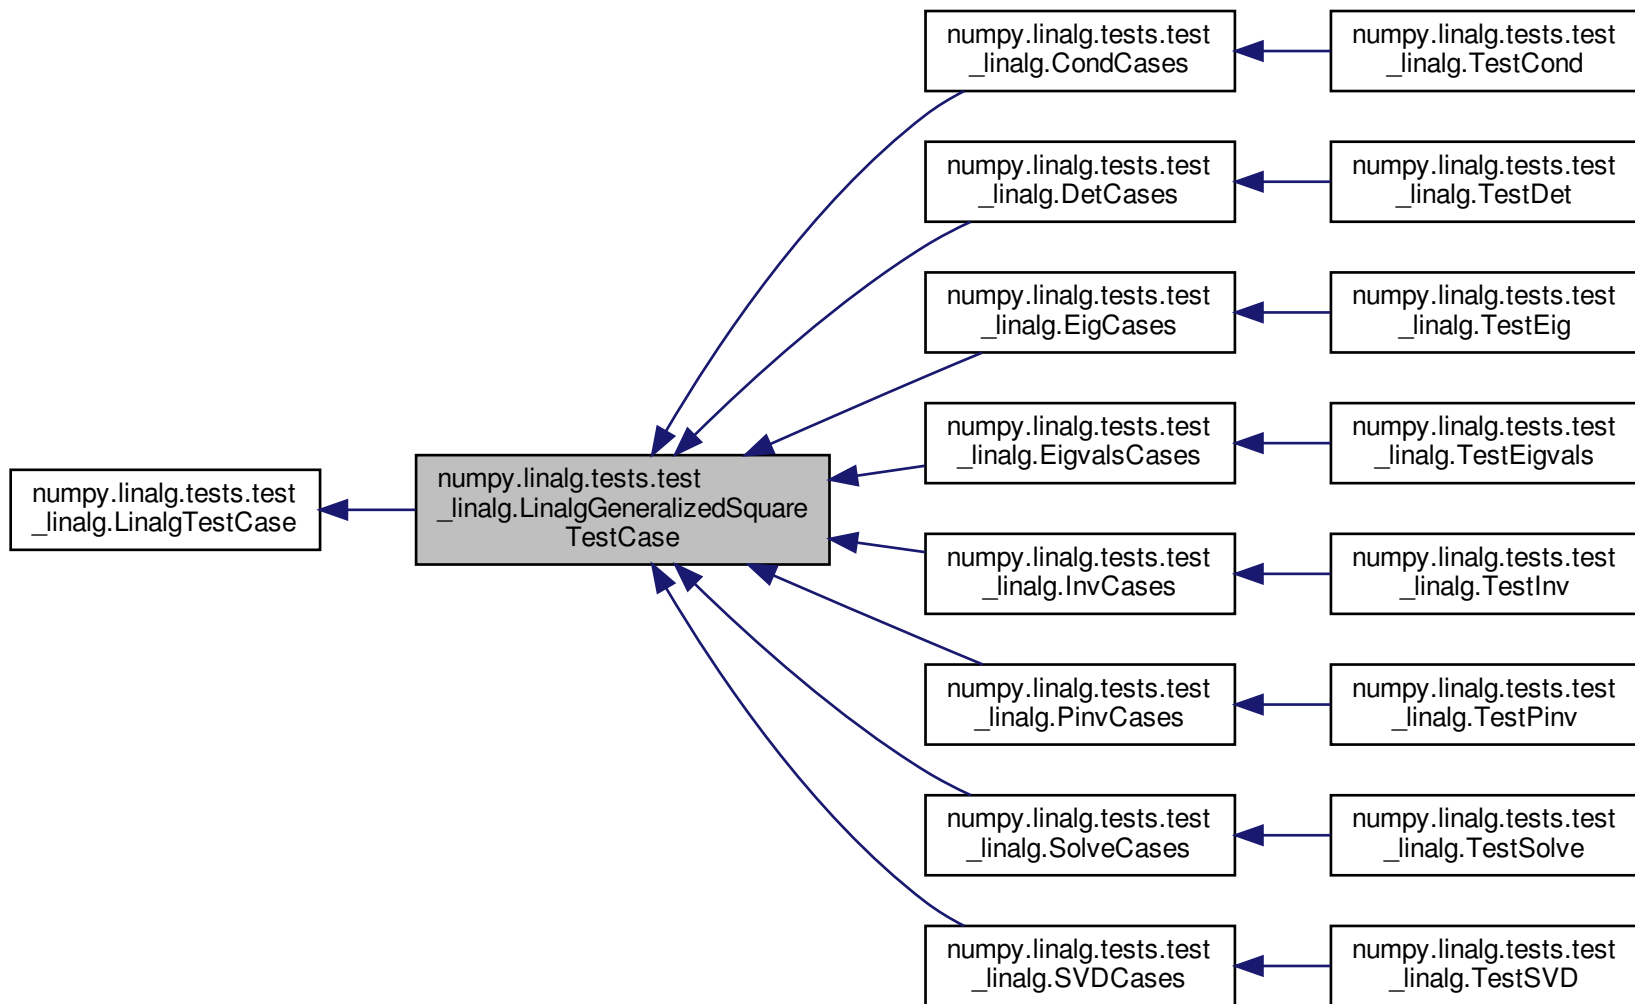 numpy.linalg.tests.test
_linalg.LinalgTestCase
numpy.linalg.tests.test
_linalg.LinalgGeneralizedSquare
TestCase
numpy.linalg.tests.test
_linalg.CondCases
numpy.linalg.tests.test
_linalg.TestCond
numpy.linalg.tests.test
_linalg.DetCases
numpy.linalg.tests.test
_linalg.TestDet
numpy.linalg.tests.test
_linalg.EigCases
numpy.linalg.tests.test
_linalg.TestEig
numpy.linalg.tests.test
_linalg.EigvalsCases
numpy.linalg.tests.test
_linalg.TestEigvals
numpy.linalg.tests.test
_linalg.InvCases
numpy.linalg.tests.test
_linalg.TestInv
numpy.linalg.tests.test
_linalg.PinvCases
numpy.linalg.tests.test
_linalg.TestPinv
numpy.linalg.tests.test
_linalg.SolveCases
numpy.linalg.tests.test
_linalg.TestSolve
numpy.linalg.tests.test
_linalg.SVDCases
numpy.linalg.tests.test
_linalg.TestSVD